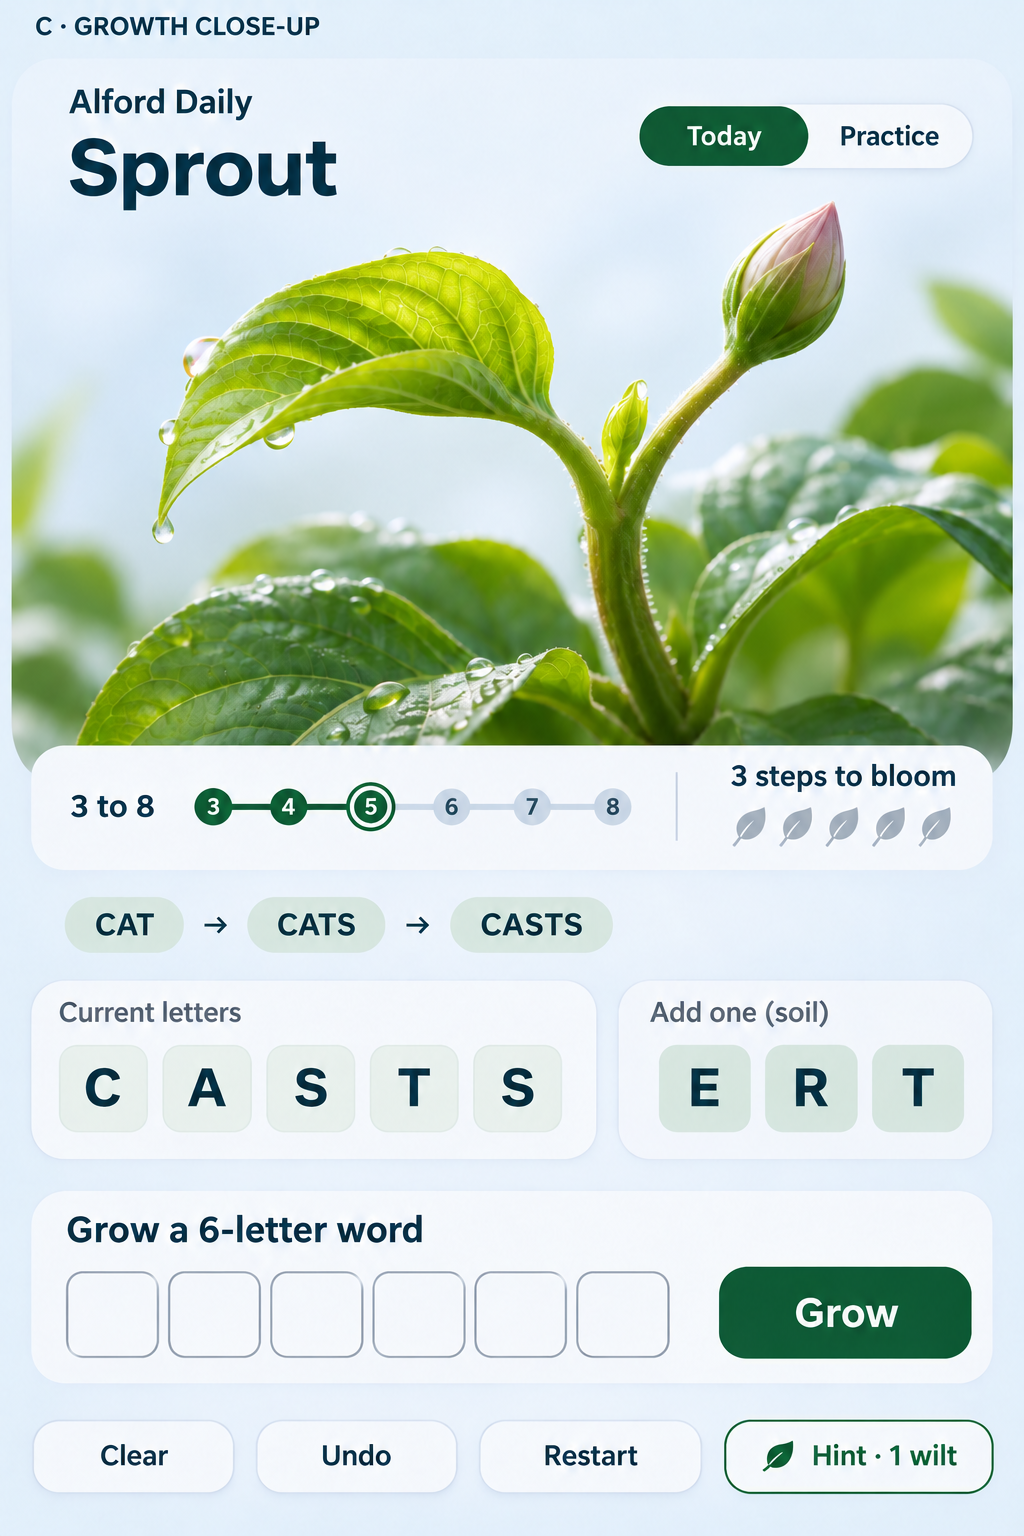 C · GROWTH CLOSE-UP
Alford Daily
Sprout
Today
Practice
3 to 8
3 4 5 6 7 8
3 steps to bloom
CAT → CATS → CASTS
Current letters
C A S T S
Add one (soil)
E R T
Grow a 6-letter word
Grow
Clear
Undo
Restart
Hint · 1 wilt